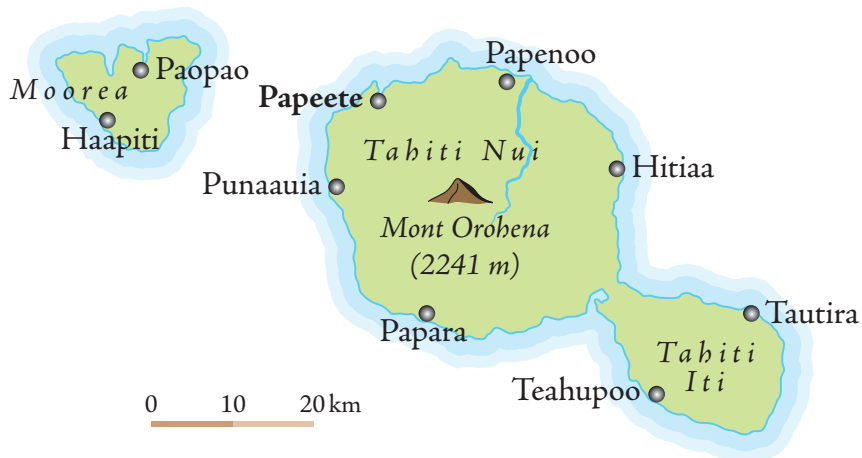 Papenoo
Paopao
Moorea
Papeete
Haapiti
Tahiti Nui
Hitiaa
Punaauia
Mont Orohena
(2241 m)
Tautira
Papara
Tahiti
Iti
Teahupoo
0 10 20 km